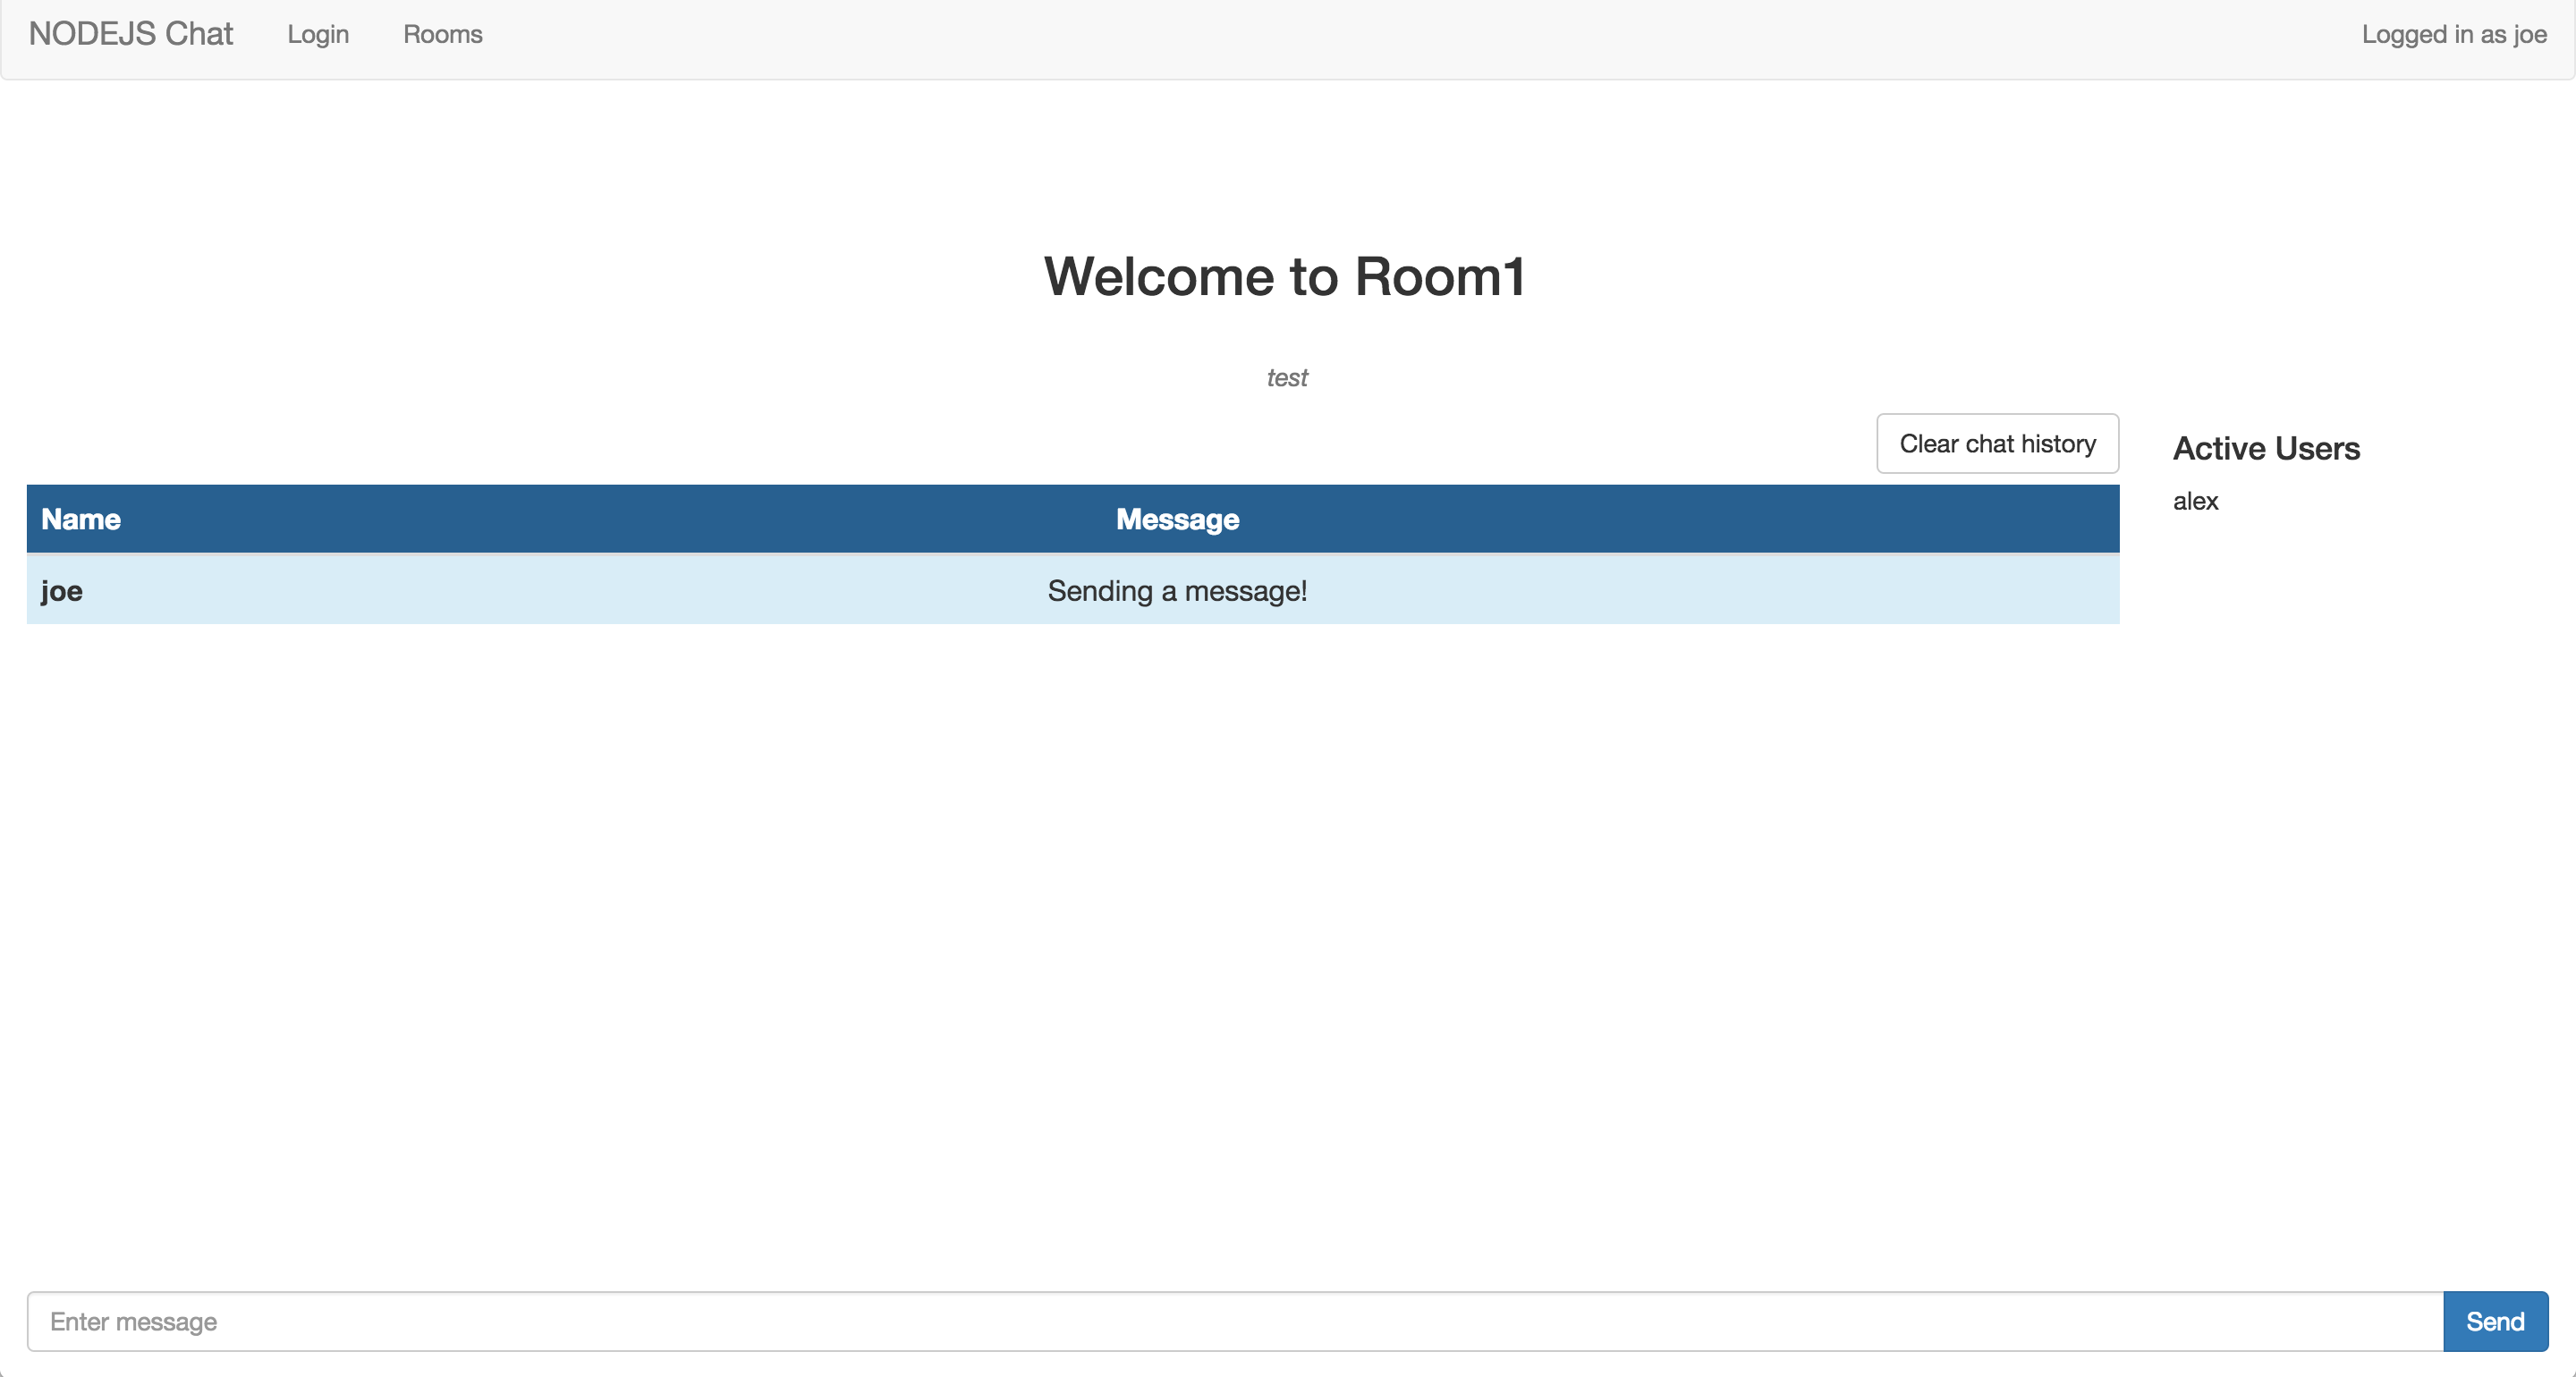 NODEJS Chat Login Rooms Logged in as joe
Welcome to Room1
test
Clear chat history
Active Users
alex
Name Message
joe Sending a message!
Enter message Send